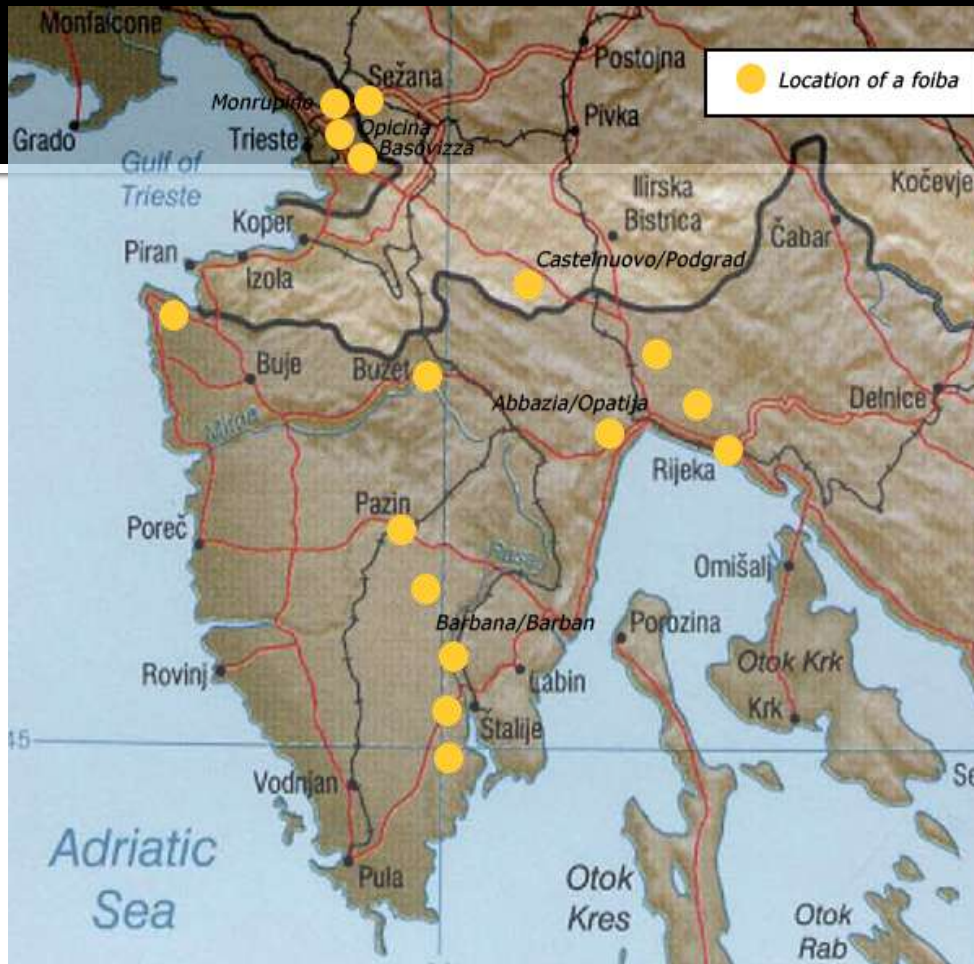 Monfalcone
Postojna
Sežana
Location of a foiba
Monrupino
Grado
Trieste
Opicina
Basovizza
Pivka
Gulf of
Trieste
Kočevje
Ilirska
Bistrica
Koper
Čabar
Piran
Izola
Castelnuovo/Podgrad
Buje
Buzet
Mirna
Abbazia/Opatija
Delnice
Rijeka
Pazin
Poreč
Omišalj
Barbana/Barban
Porozina
Rovinj
Labin
Otok Krk
Krk
Štalije
45
Vodnjan
Adriatic
Sea
Pula
Otok
Kres
Otok
Rab